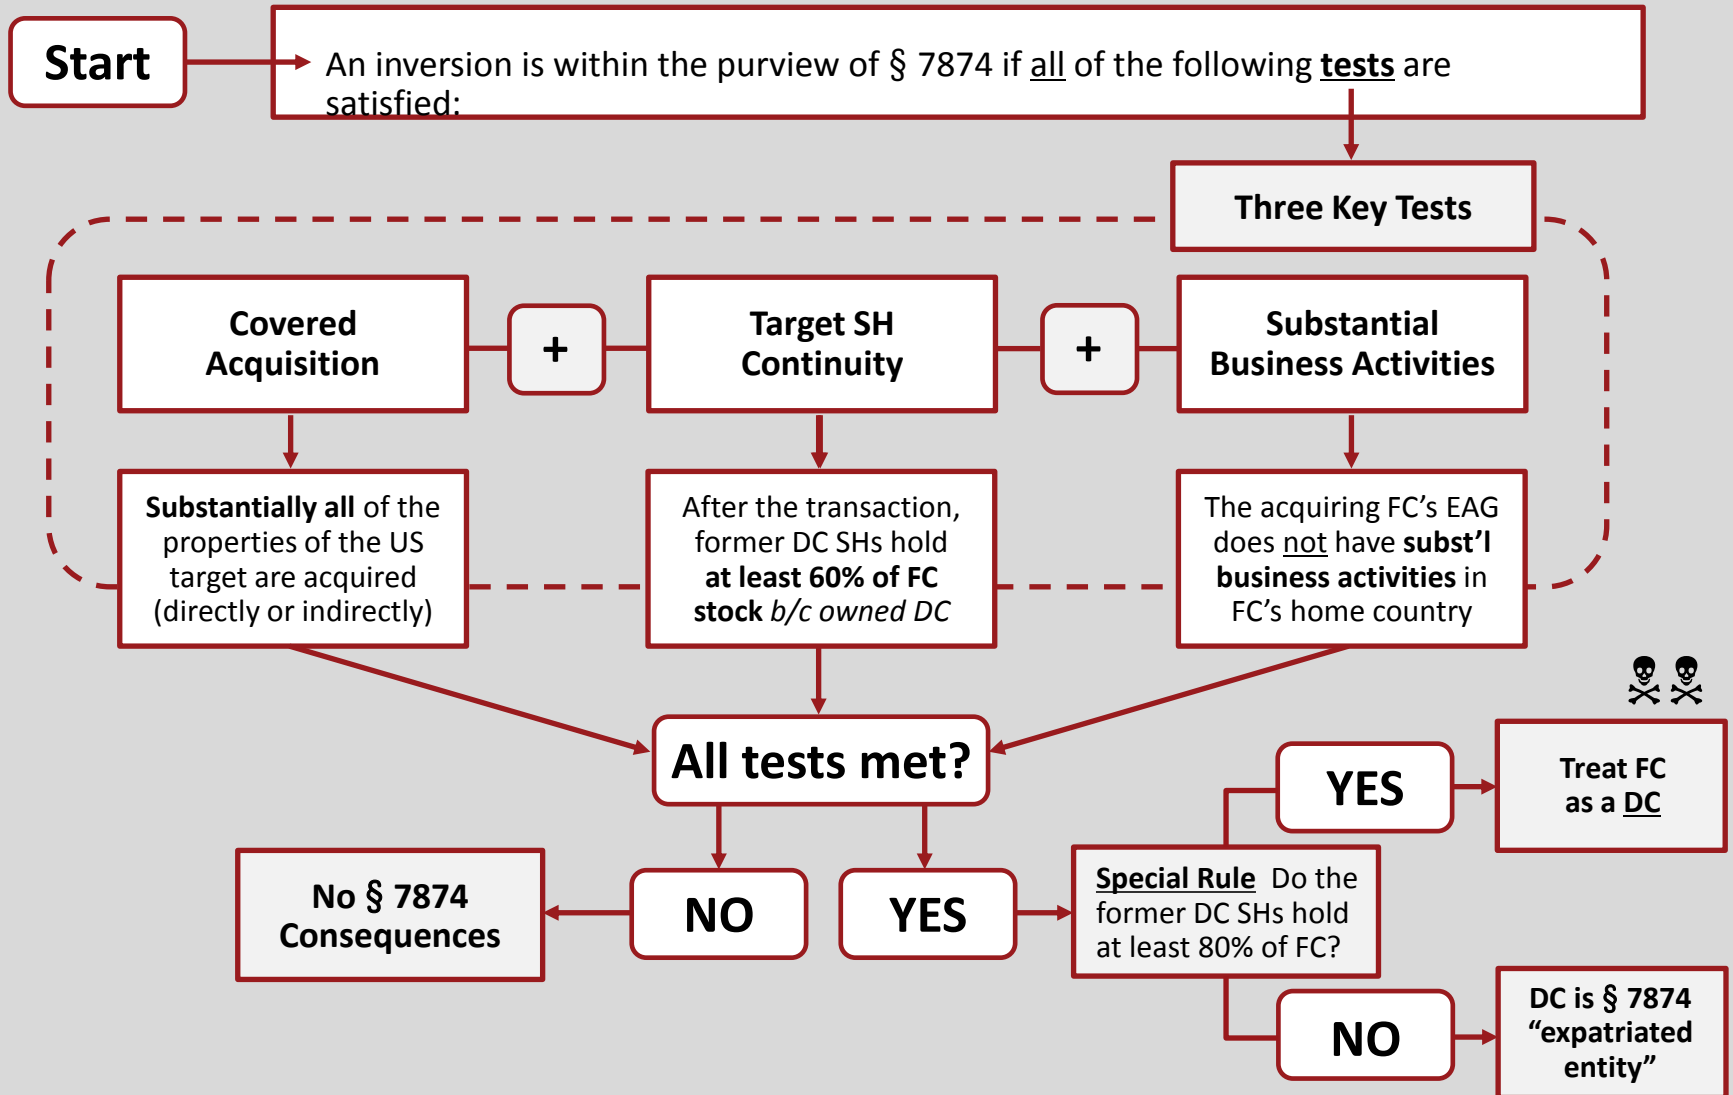 Start
An inversion is within the purview of § 7874 if all of the following tests are
satisfied:
Three Key Tests
Covered
Acquisition
+
Target SH
Continuity
+
Substantial
Business Activities
Substantially all of the
properties of the US
target are acquired
(directly or indirectly)
After the transaction,
former DC SHs hold
at least 60% of FC
stock b/c owned DC
The acquiring FC’s EAG
does not have subst’l
business activities in
FC’s home country
All tests met?
YES
Treat FC
as a DC
No § 7874
Consequences
NO
YES
Special Rule Do the
former DC SHs hold
at least 80% of FC?
NO
DC is § 7874
“expatriated
entity”